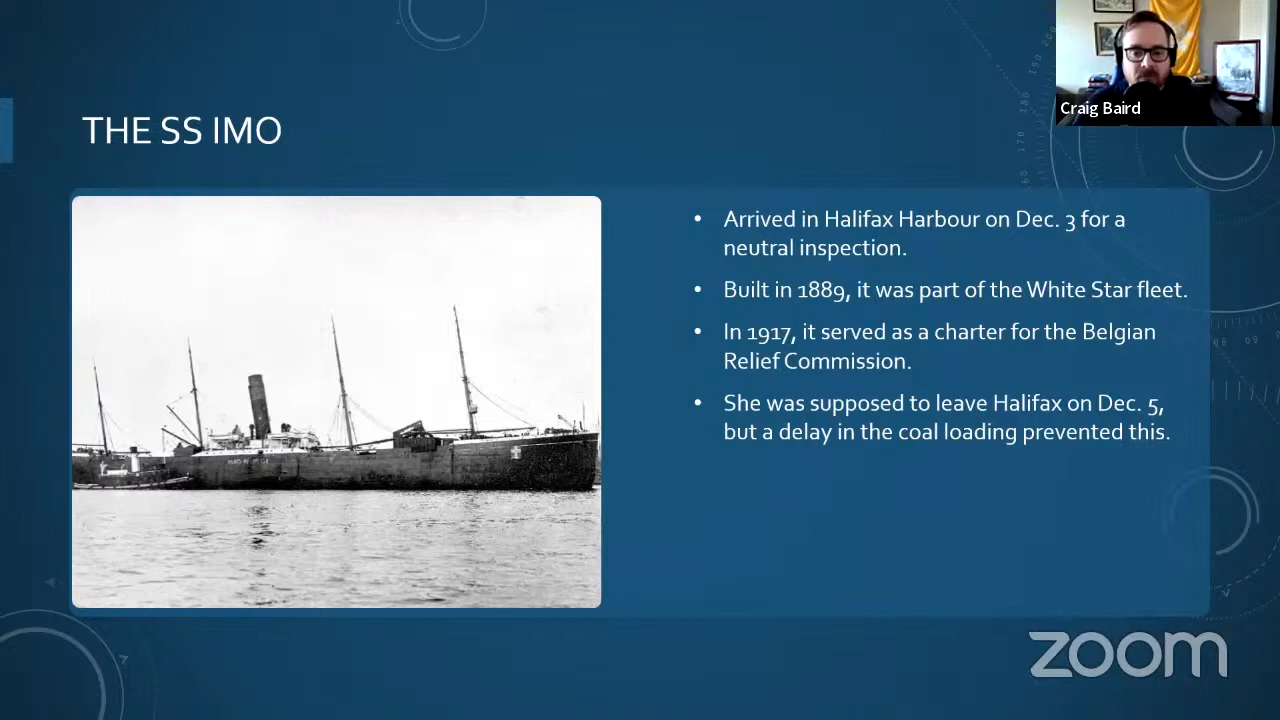 Craig Baird
THE SS IMO
• Arrived in Halifax Harbour on Dec. 3 for a
neutral inspection.
• Built in 1889, it was part of the White Star fleet.
• In 1917, it served as a charter for the Belgian
Relief Commission.
• She was supposed to leave Halifax on Dec. 5,
but a delay in the coal loading prevented this.
zoom